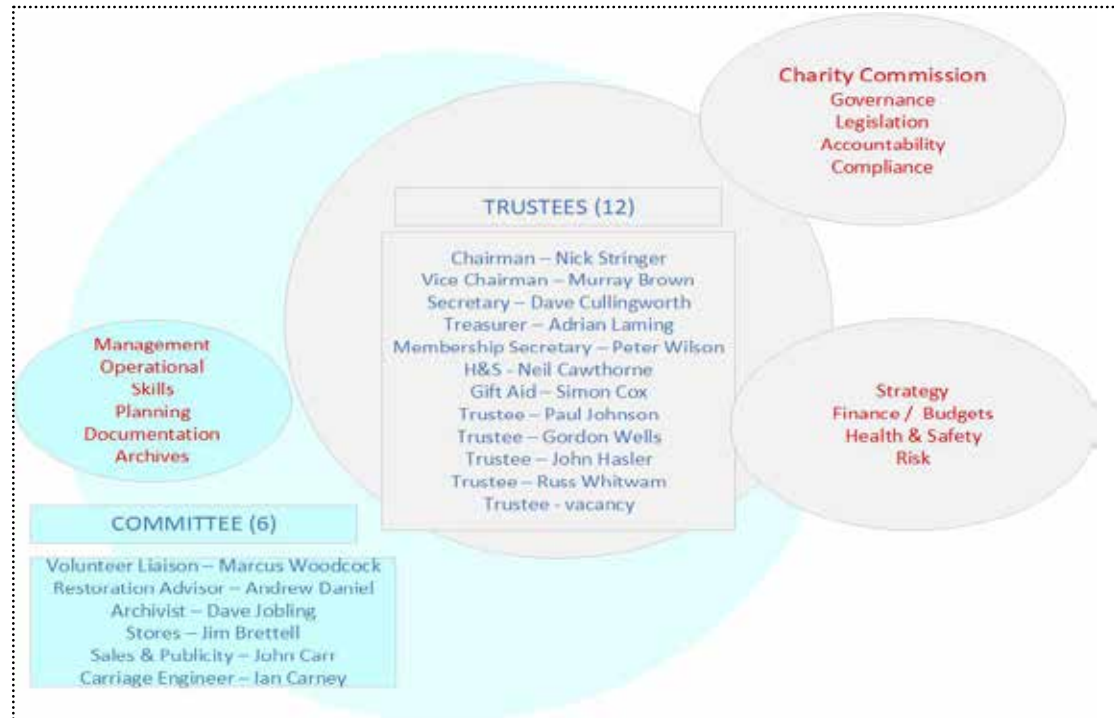 Charity Commission
Governance
Legislation
Accountability
Compliance
TRUSTEES (12)
Chairman – Nick Stringer
Vice Chairman – Murray Brown
Secretary – Dave Cullingworth
Treasurer – Adrian Laming
Membership Secretary – Peter Wilson
H&S - Neil Cawthorne
Gift Aid – Simon Cox
Trustee – Paul Johnson
Trustee – Gordon Wells
Trustee – John Hasler
Trustee – Russ Whitwam
Trustee - vacancy
Management
Operational
Skills
Planning
Documentation
Archives
Strategy
Finance / Budgets
Health & Safety
Risk
COMMITTEE (6)
Volunteer Liaison – Marcus Woodcock
Restoration Advisor – Andrew Daniel
Archivist – Dave Jobling
Stores – Jim Brettell
Sales & Publicity – John Carr
Carriage Engineer – Ian Carney